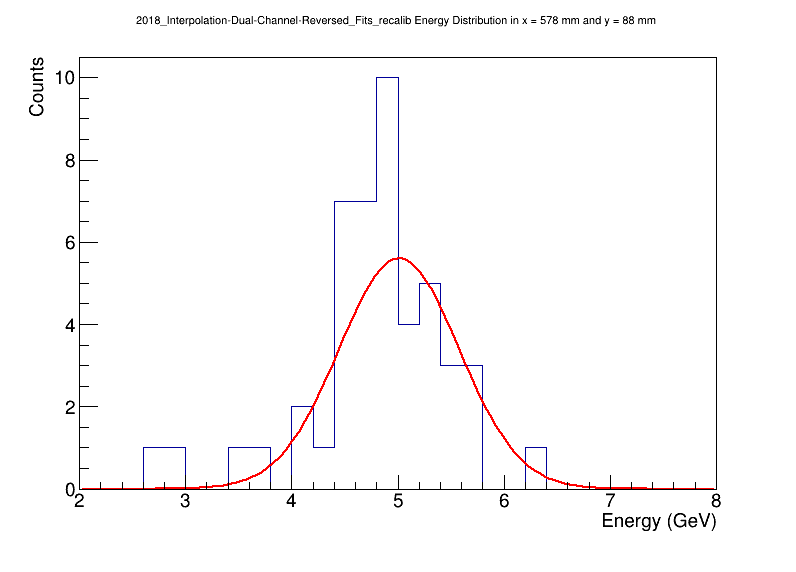 2018_Interpolation-Dual-Channel-Reversed_Fits_recalib Energy Distribution in x = 578 mm and y = 88 mm
Counts
10
8
6
4
2
0
2 3 4 5 6 7 8
Energy (GeV)